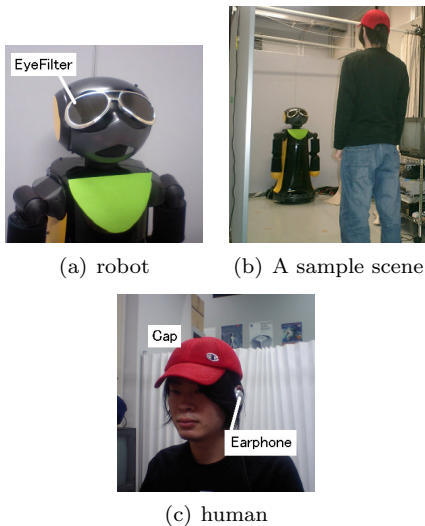 EyeFilter
(a) robot
(b) A sample scene
Cap
Earphone
(c) human